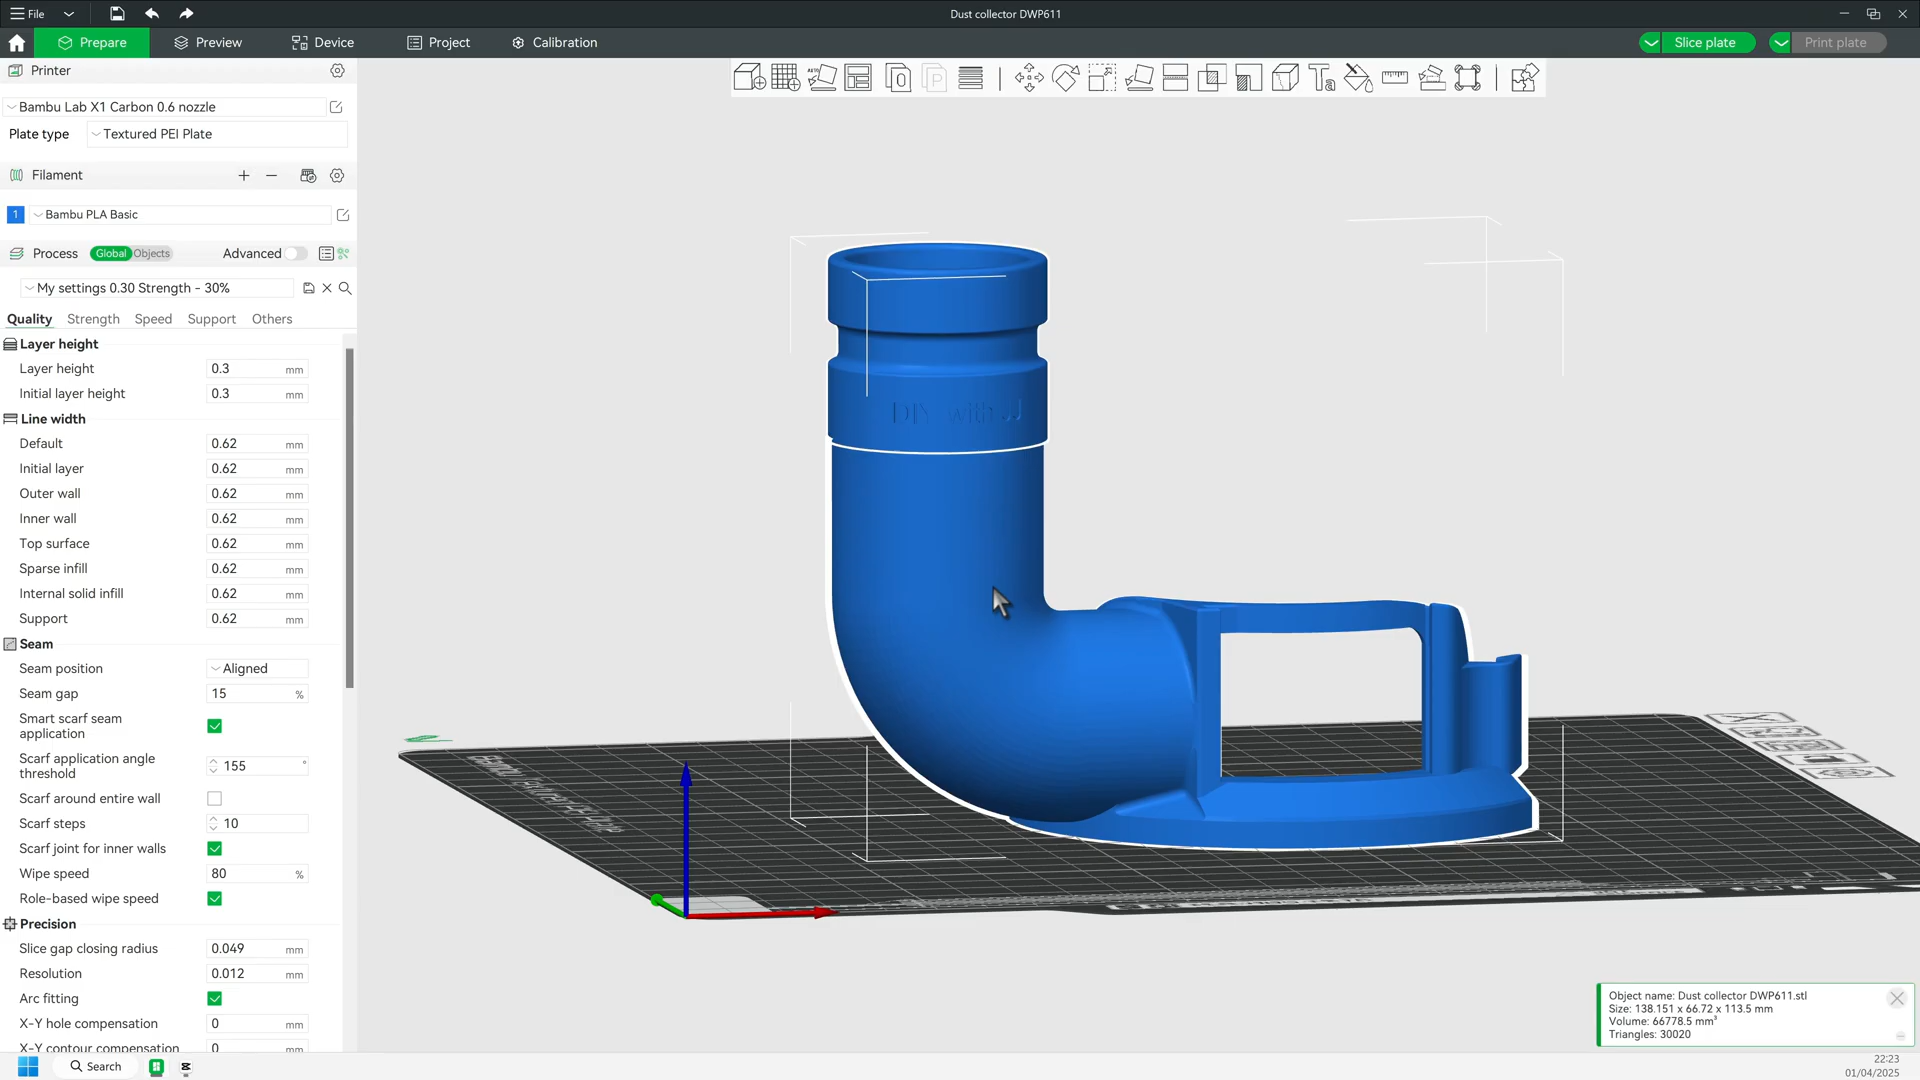 File
Dust collector DWP611
Prepare
Preview
Device
Project
Calibration
Slice plate
Print plate
Printer
Bambu Lab X1 Carbon 0.6 nozzle
Plate type
Textured PEI Plate
Filament
1
Bambu PLA Basic
Process
Global
Objects
Advanced
My settings 0.30 Strength - 30%
Quality
Strength
Speed
Support
Others
Layer height
Layer height 0.3 mm
Initial layer height 0.3 mm
Line width
Default 0.62 mm
Initial layer 0.62 mm
Outer wall 0.62 mm
Inner wall 0.62 mm
Top surface 0.62 mm
Sparse infill 0.62 mm
Internal solid infill 0.62 mm
Support 0.62 mm
Seam
Seam position Aligned
Seam gap 15 %
Smart scarf seam
application
Scarf application angle
threshold 155 °
Scarf around entire wall
Scarf steps 10
Scarf joint for inner walls
Wipe speed 80 %
Role-based wipe speed
Precision
Slice gap closing radius 0.049 mm
Resolution 0.012 mm
Arc fitting
X-Y hole compensation 0 mm
X-Y contour compensation 0 mm
DIY with JJ
Object name: Dust collector DWP611.stl
Size: 138.151 x 66.72 x 113.5 mm
Volume: 66778.5 mm³
Triangles: 30020
Search
22:23
01/04/2025